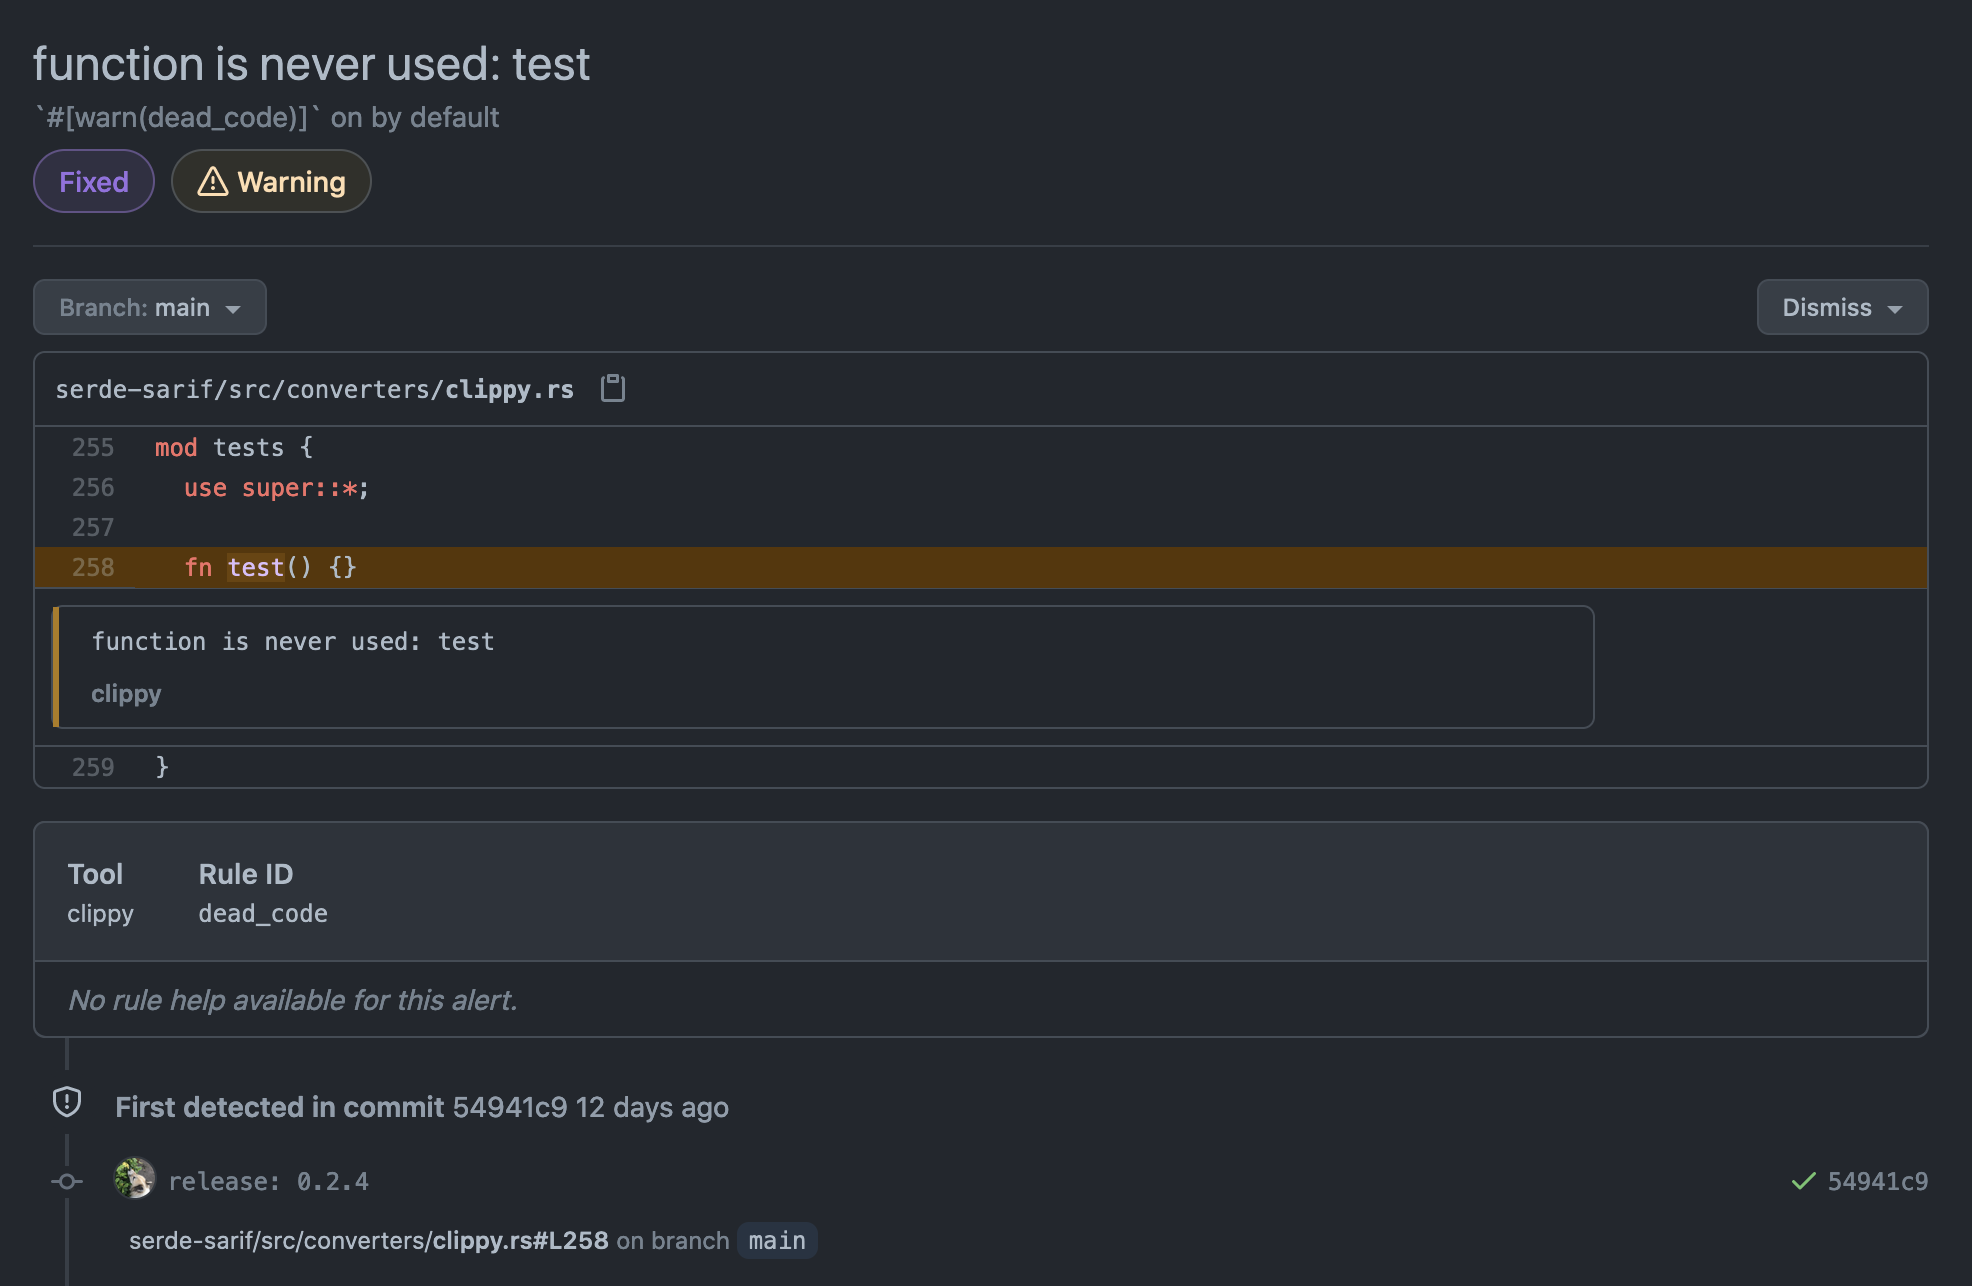 function is never used: test
`#[warn(dead_code)]` on by default
Fixed Warning
Branch: main Dismiss
serde-sarif/src/converters/clippy.rs
255 mod tests {
256 use super::*;
257
258 fn test() {}
function is never used: test
clippy
259 }
Tool Rule ID
clippy dead_code
No rule help available for this alert.
First detected in commit 54941c9 12 days ago
release: 0.2.4 54941c9
serde-sarif/src/converters/clippy.rs#L258 on branch main